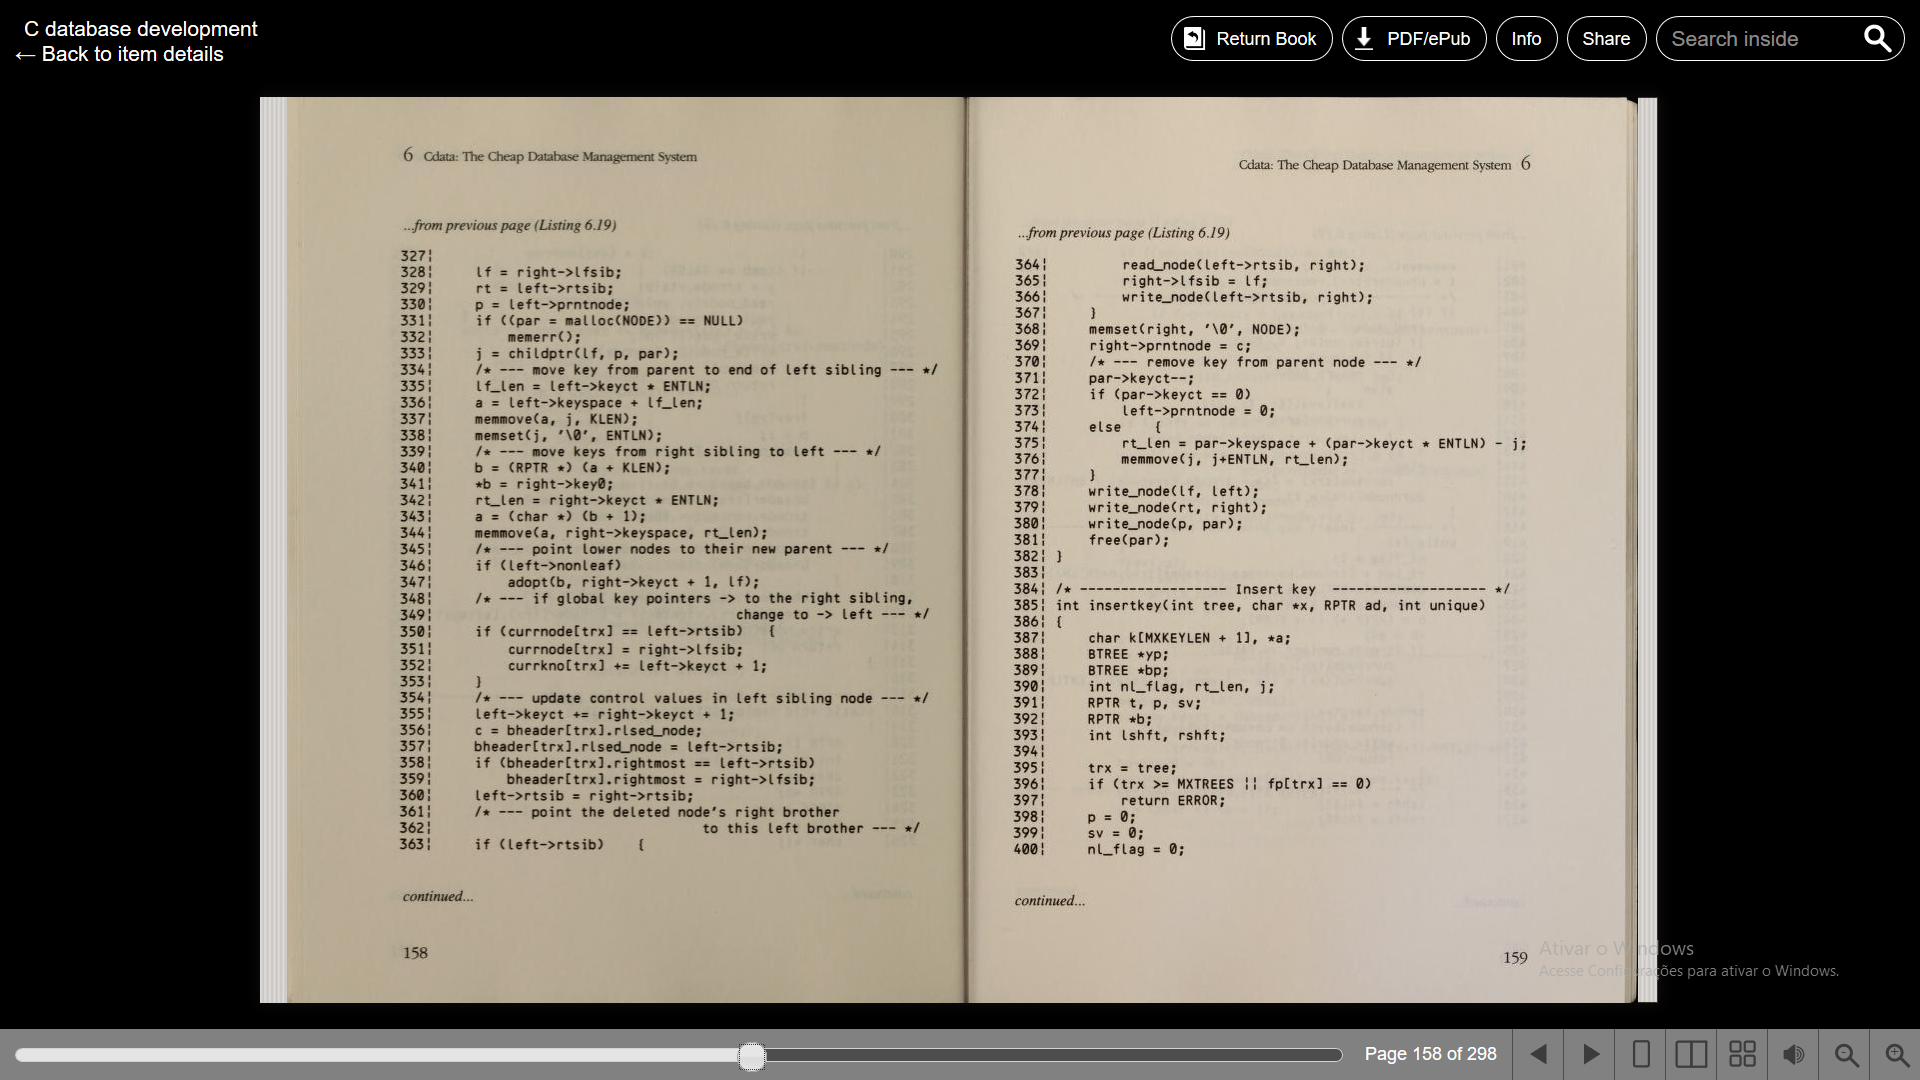 C database development
← Back to item details
Return Book
PDF/ePub
Info
Share
Search inside
6 Cdata: The Cheap Database Management System
...from previous page (Listing 6.19)
327¦
328¦ lf = right->lfsib;
329¦ rt = left->rtsib;
330¦ p = left->prntnode;
331¦ if ((par = malloc(NODE)) == NULL)
332¦ memerr();
333¦ j = childptr(lf, p, par);
334¦ /* --- move key from parent to end of left sibling --- */
335¦ lf_len = left->keyct * ENTLN;
336¦ a = left->keyspace + lf_len;
337¦ memmove(a, j, KLEN);
338¦ memset(j, '\0', ENTLN);
339¦ /* --- move keys from right sibling to left --- */
340¦ b = (RPTR *) (a + KLEN);
341¦ *b = right->key0;
342¦ rt_len = right->keyct * ENTLN;
343¦ a = (char *) (b + 1);
344¦ memmove(a, right->keyspace, rt_len);
345¦ /* --- point lower nodes to their new parent --- */
346¦ if (left->nonleaf)
347¦ adopt(b, right->keyct + 1, lf);
348¦ /* --- if global key pointers -> to the right sibling,
349¦ change to -> left --- */
350¦ if (currnode[trx] == left->rtsib) {
351¦ currnode[trx] = right->lfsib;
352¦ currkno[trx] += left->keyct + 1;
353¦ }
354¦ /* --- update control values in left sibling node --- */
355¦ left->keyct += right->keyct + 1;
356¦ c = bheader[trx].rlsed_node;
357¦ bheader[trx].rlsed_node = left->rtsib;
358¦ if (bheader[trx].rightmost == left->rtsib)
359¦ bheader[trx].rightmost = right->lfsib;
360¦ left->rtsib = right->rtsib;
361¦ /* --- point the deleted node's right brother
362¦ to this left brother --- */
363¦ if (left->rtsib) {
continued...
158
Cdata: The Cheap Database Management System 6
...from previous page (Listing 6.19)
364¦ read_node(left->rtsib, right);
365¦ right->lfsib = lf;
366¦ write_node(left->rtsib, right);
367¦ }
368¦ memset(right, '\0', NODE);
369¦ right->prntnode = c;
370¦ /* --- remove key from parent node --- */
371¦ par->keyct--;
372¦ if (par->keyct == 0)
373¦ left->prntnode = 0;
374¦ else {
375¦ rt_len = par->keyspace + (par->keyct * ENTLN) - j;
376¦ memmove(j, j+ENTLN, rt_len);
377¦ }
378¦ write_node(lf, left);
379¦ write_node(rt, right);
380¦ write_node(p, par);
381¦ free(par);
382¦ }
383¦
384¦ /* ------------------ Insert key ------------------- */
385¦ int insertkey(int tree, char *x, RPTR ad, int unique)
386¦ {
387¦ char k[MXKEYLEN + 1], *a;
388¦ BTREE *yp;
389¦ BTREE *bp;
390¦ int nl_flag, rt_len, j;
391¦ RPTR t, p, sv;
392¦ RPTR *b;
393¦ int lshft, rshft;
394¦
395¦ trx = tree;
396¦ if (trx >= MXTREES ¦¦ fp[trx] == 0)
397¦ return ERROR;
398¦ p = 0;
399¦ sv = 0;
400¦ nl_flag = 0;
continued...
159
Ativar o Windows
Acesse Configurações para ativar o Windows.
Page 158 of 298